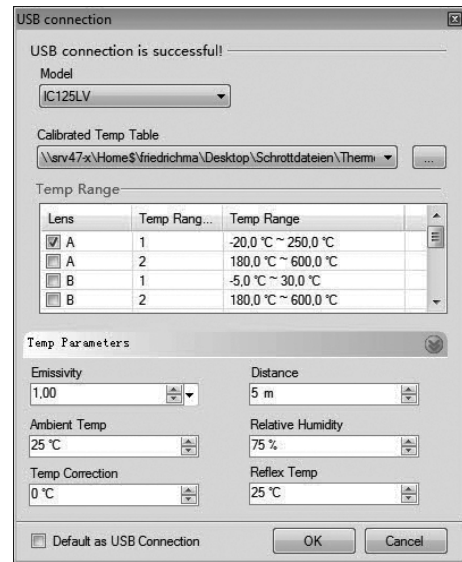 USB connection
USB connection is successful!
Model
IC125LV
Calibrated Temp Table
\\srv47-x\Home$\friedrichma\Desktop\Schrottdateien\Therm ...
Temp Range
Lens Temp Rang... Temp Range
A 1 -20,0 °C ~ 250,0 °C
A 2 180,0 °C ~ 600,0 °C
B 1 -5,0 °C ~ 30,0 °C
B 2 180,0 °C ~ 600,0 °C
Temp Parameters
Emissivity Distance
1,00 5 m
Ambient Temp Relative Humidity
25 °C 75 %
Temp Correction Reflex Temp
0 °C 25 °C
Default as USB Connection OK Cancel